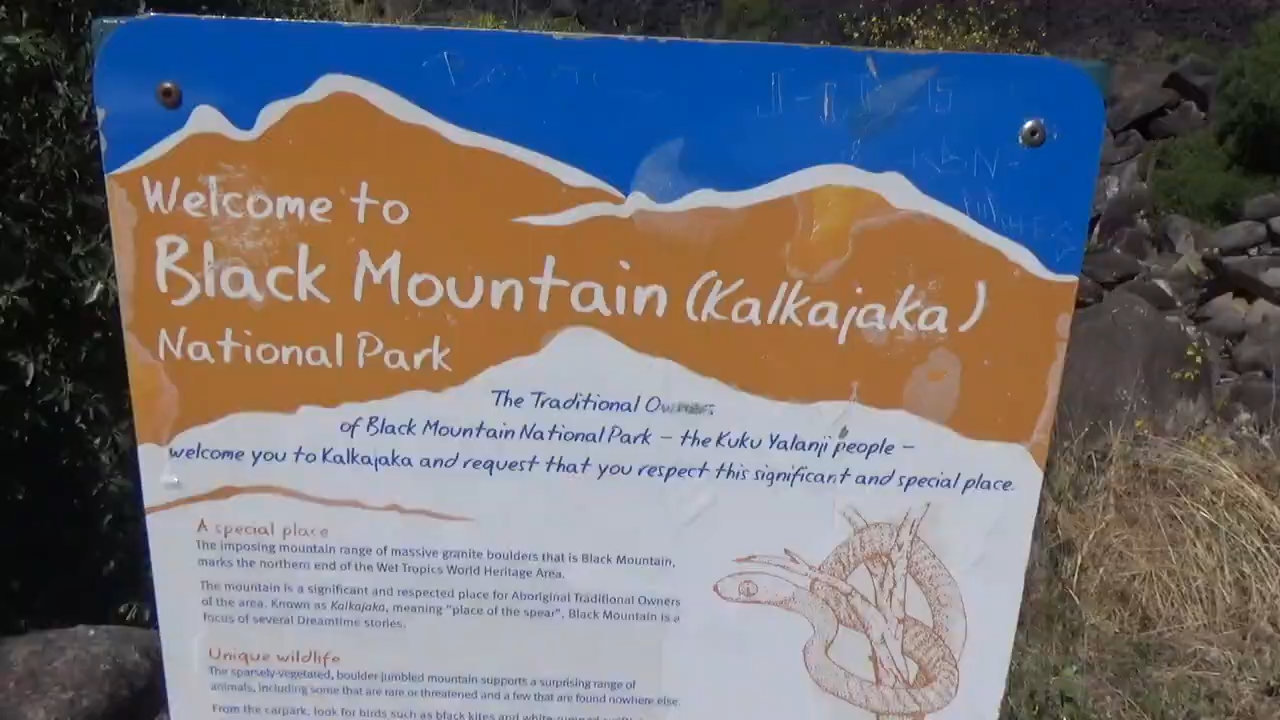 Welcome to
Black Mountain (Kalkajaka)
National Park
The Traditional Owners
of Black Mountain National Park – the Kuku Yalanji people –
welcome you to Kalkajaka and request that you respect this significant and special place.
A special place
The imposing mountain range of massive granite boulders that is Black Mountain,
marks the northern end of the Wet Tropics World Heritage Area.
The mountain is a significant and respected place for Aboriginal Traditional Owners
of the area. Known as Kalkajaka, meaning “place of the spear”, Black Mountain is a
focus of several Dreamtime stories.
Unique wildlife
The sparsely-vegetated, boulder-jumbled mountain supports a surprising range of
animals, including some that are rare or threatened and a few that are found nowhere else.
From the carpark, look for birds such as black kites and